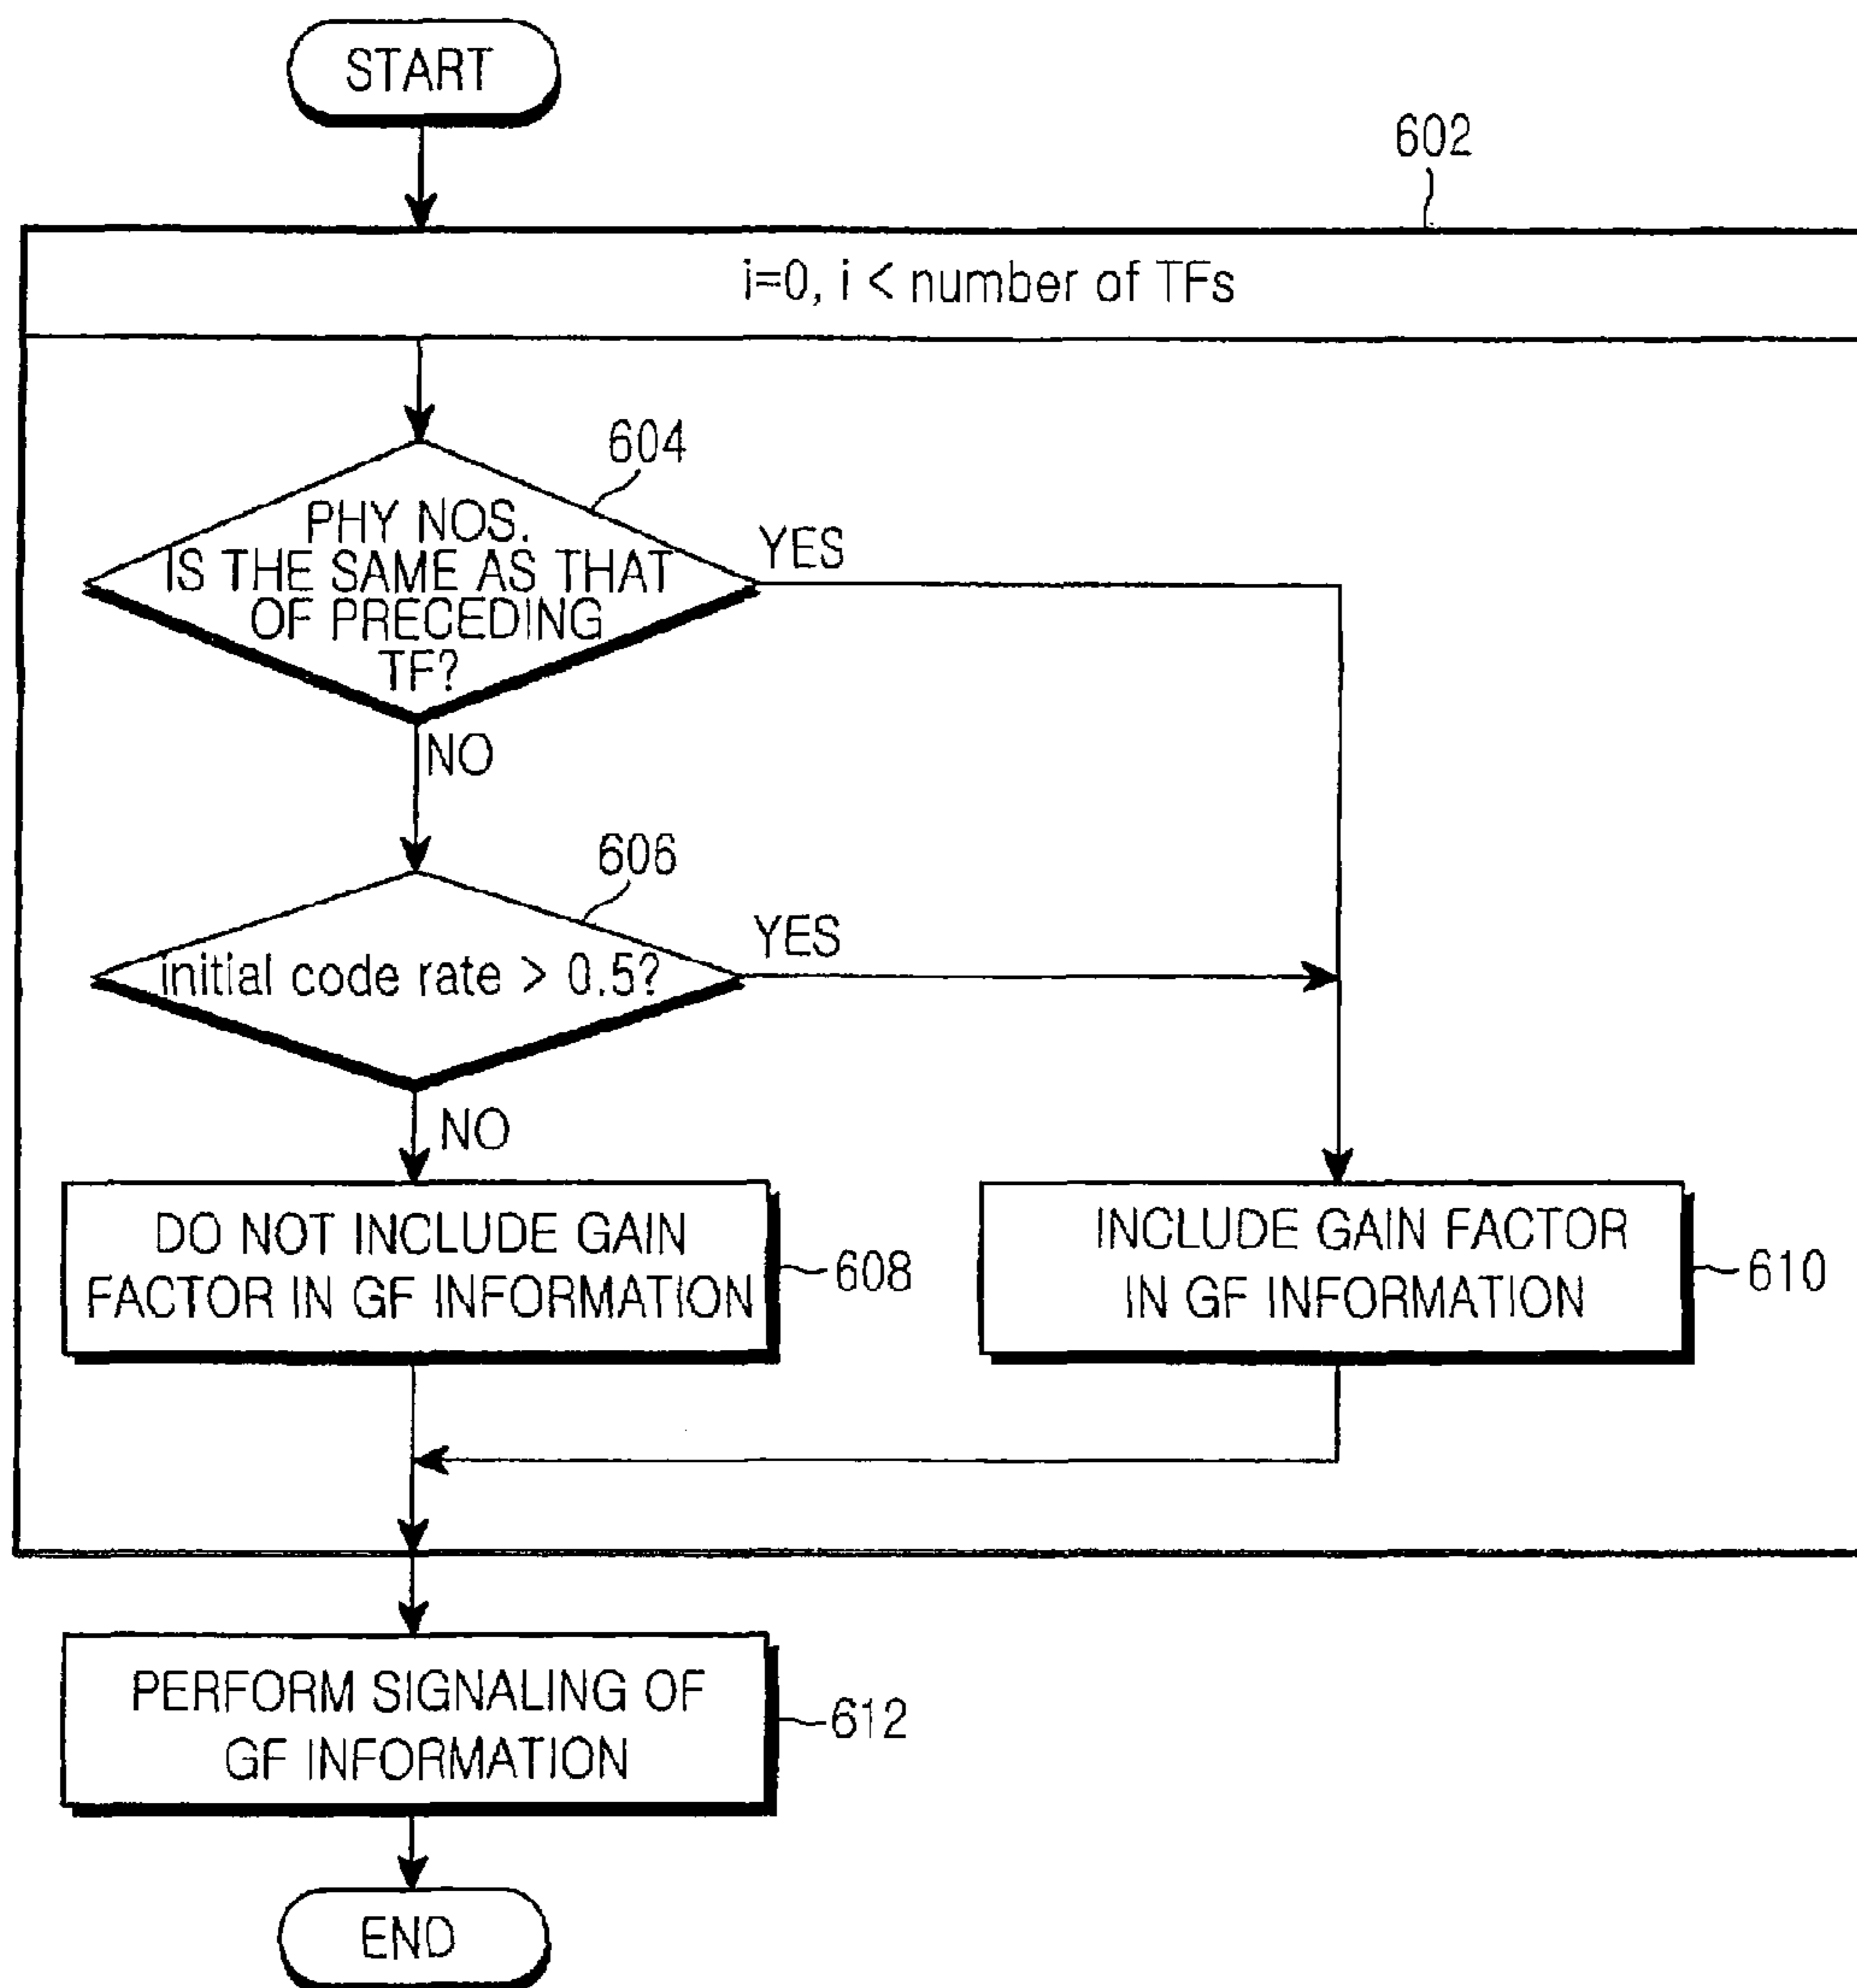 START
602
i=0, i < number of TFs
604
PHY NOS.
IS THE SAME AS THAT
OF PRECEDING
TF?
YES
NO
606
initial code rate > 0.5?
YES
NO
DO NOT INCLUDE GAIN
FACTOR IN GF INFORMATION
608
INCLUDE GAIN FACTOR
IN GF INFORMATION
610
PERFORM SIGNALING OF
GF INFORMATION
612
END